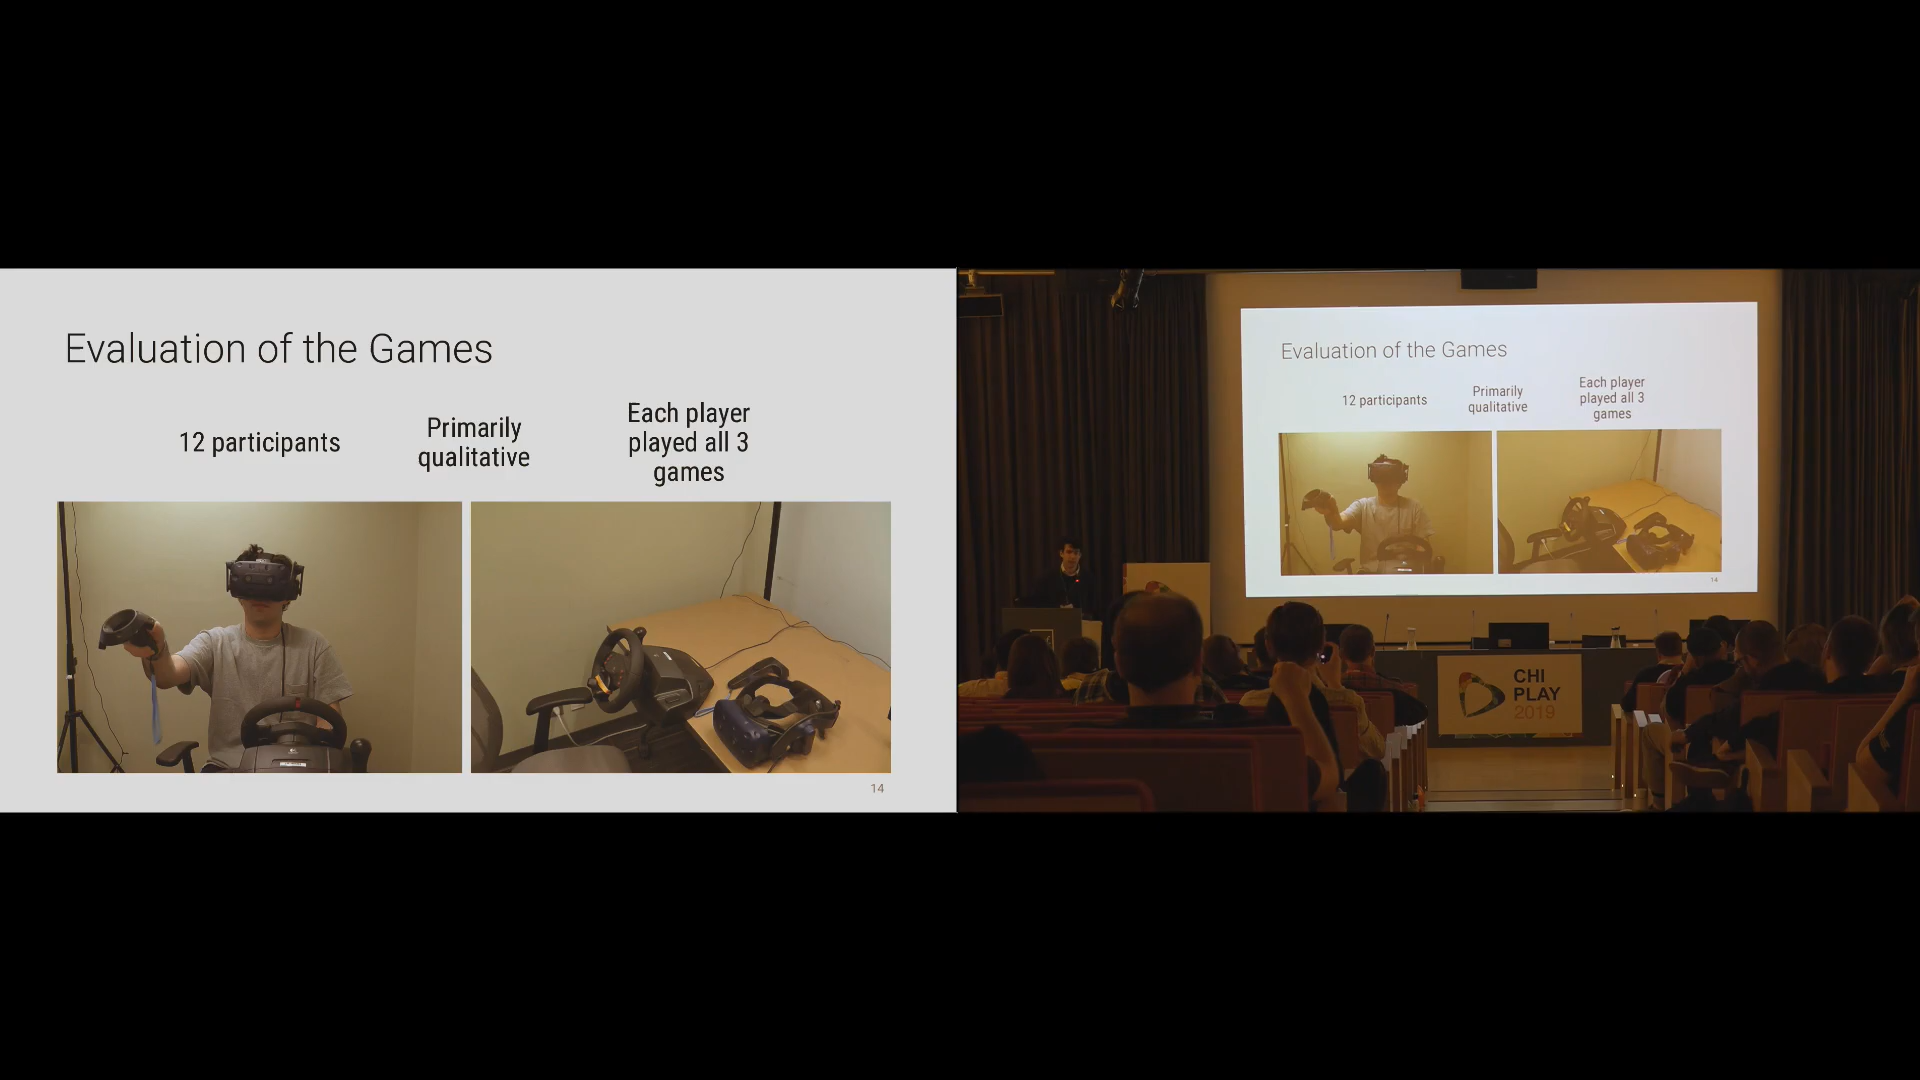 Evaluation of the Games
12 participants
Primarily
qualitative
Each player
played all 3
games
14
Evaluation of the Games
12 participants
Primarily
qualitative
Each player
played all 3
games
14
CHI
PLAY
2019